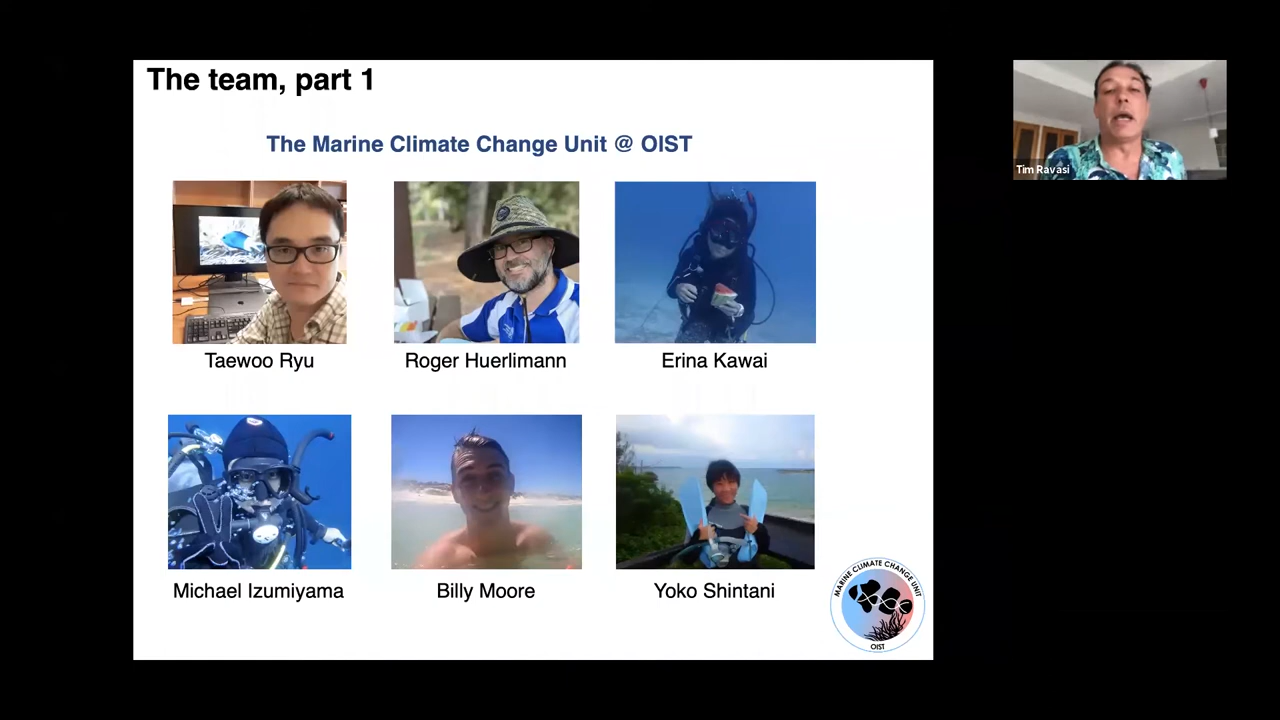 The team, part 1
The Marine Climate Change Unit @ OIST
Tim Ravasi
Taewoo Ryu
Roger Huerlimann
Erina Kawai
Michael Izumiyama
Billy Moore
Yoko Shintani
MARINE CLIMATE CHANGE UNIT
OIST